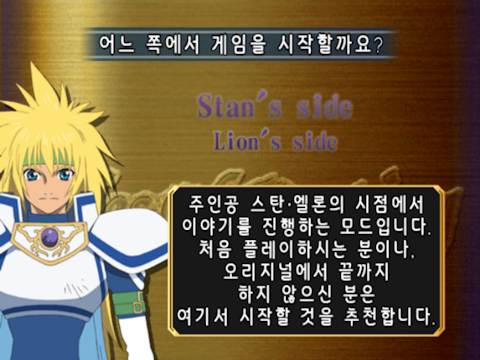 어느 쪽에서 게임을 시작할까요?
Stan's side
Lion's side
주인공 스탄·엘론의 시점에서
이야기를 진행하는 모드입니다.
처음 플레이하시는 분이나,
오리지널에서 끝까지
하지 않으신 분은
여기서 시작할 것을 추천합니다.